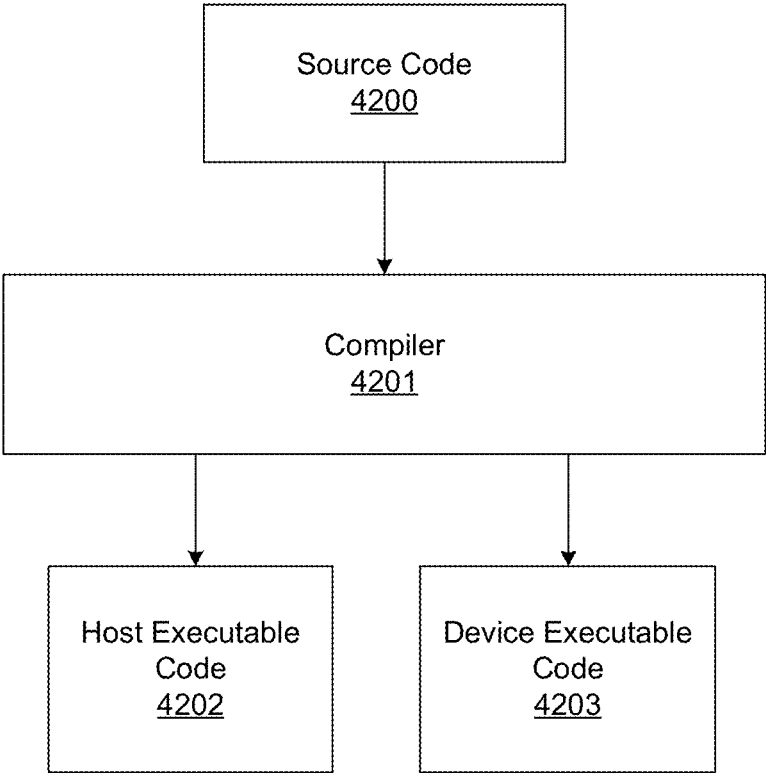 Source Code
4200
Compiler
4201
Host Executable
Code
4202
Device Executable
Code
4203